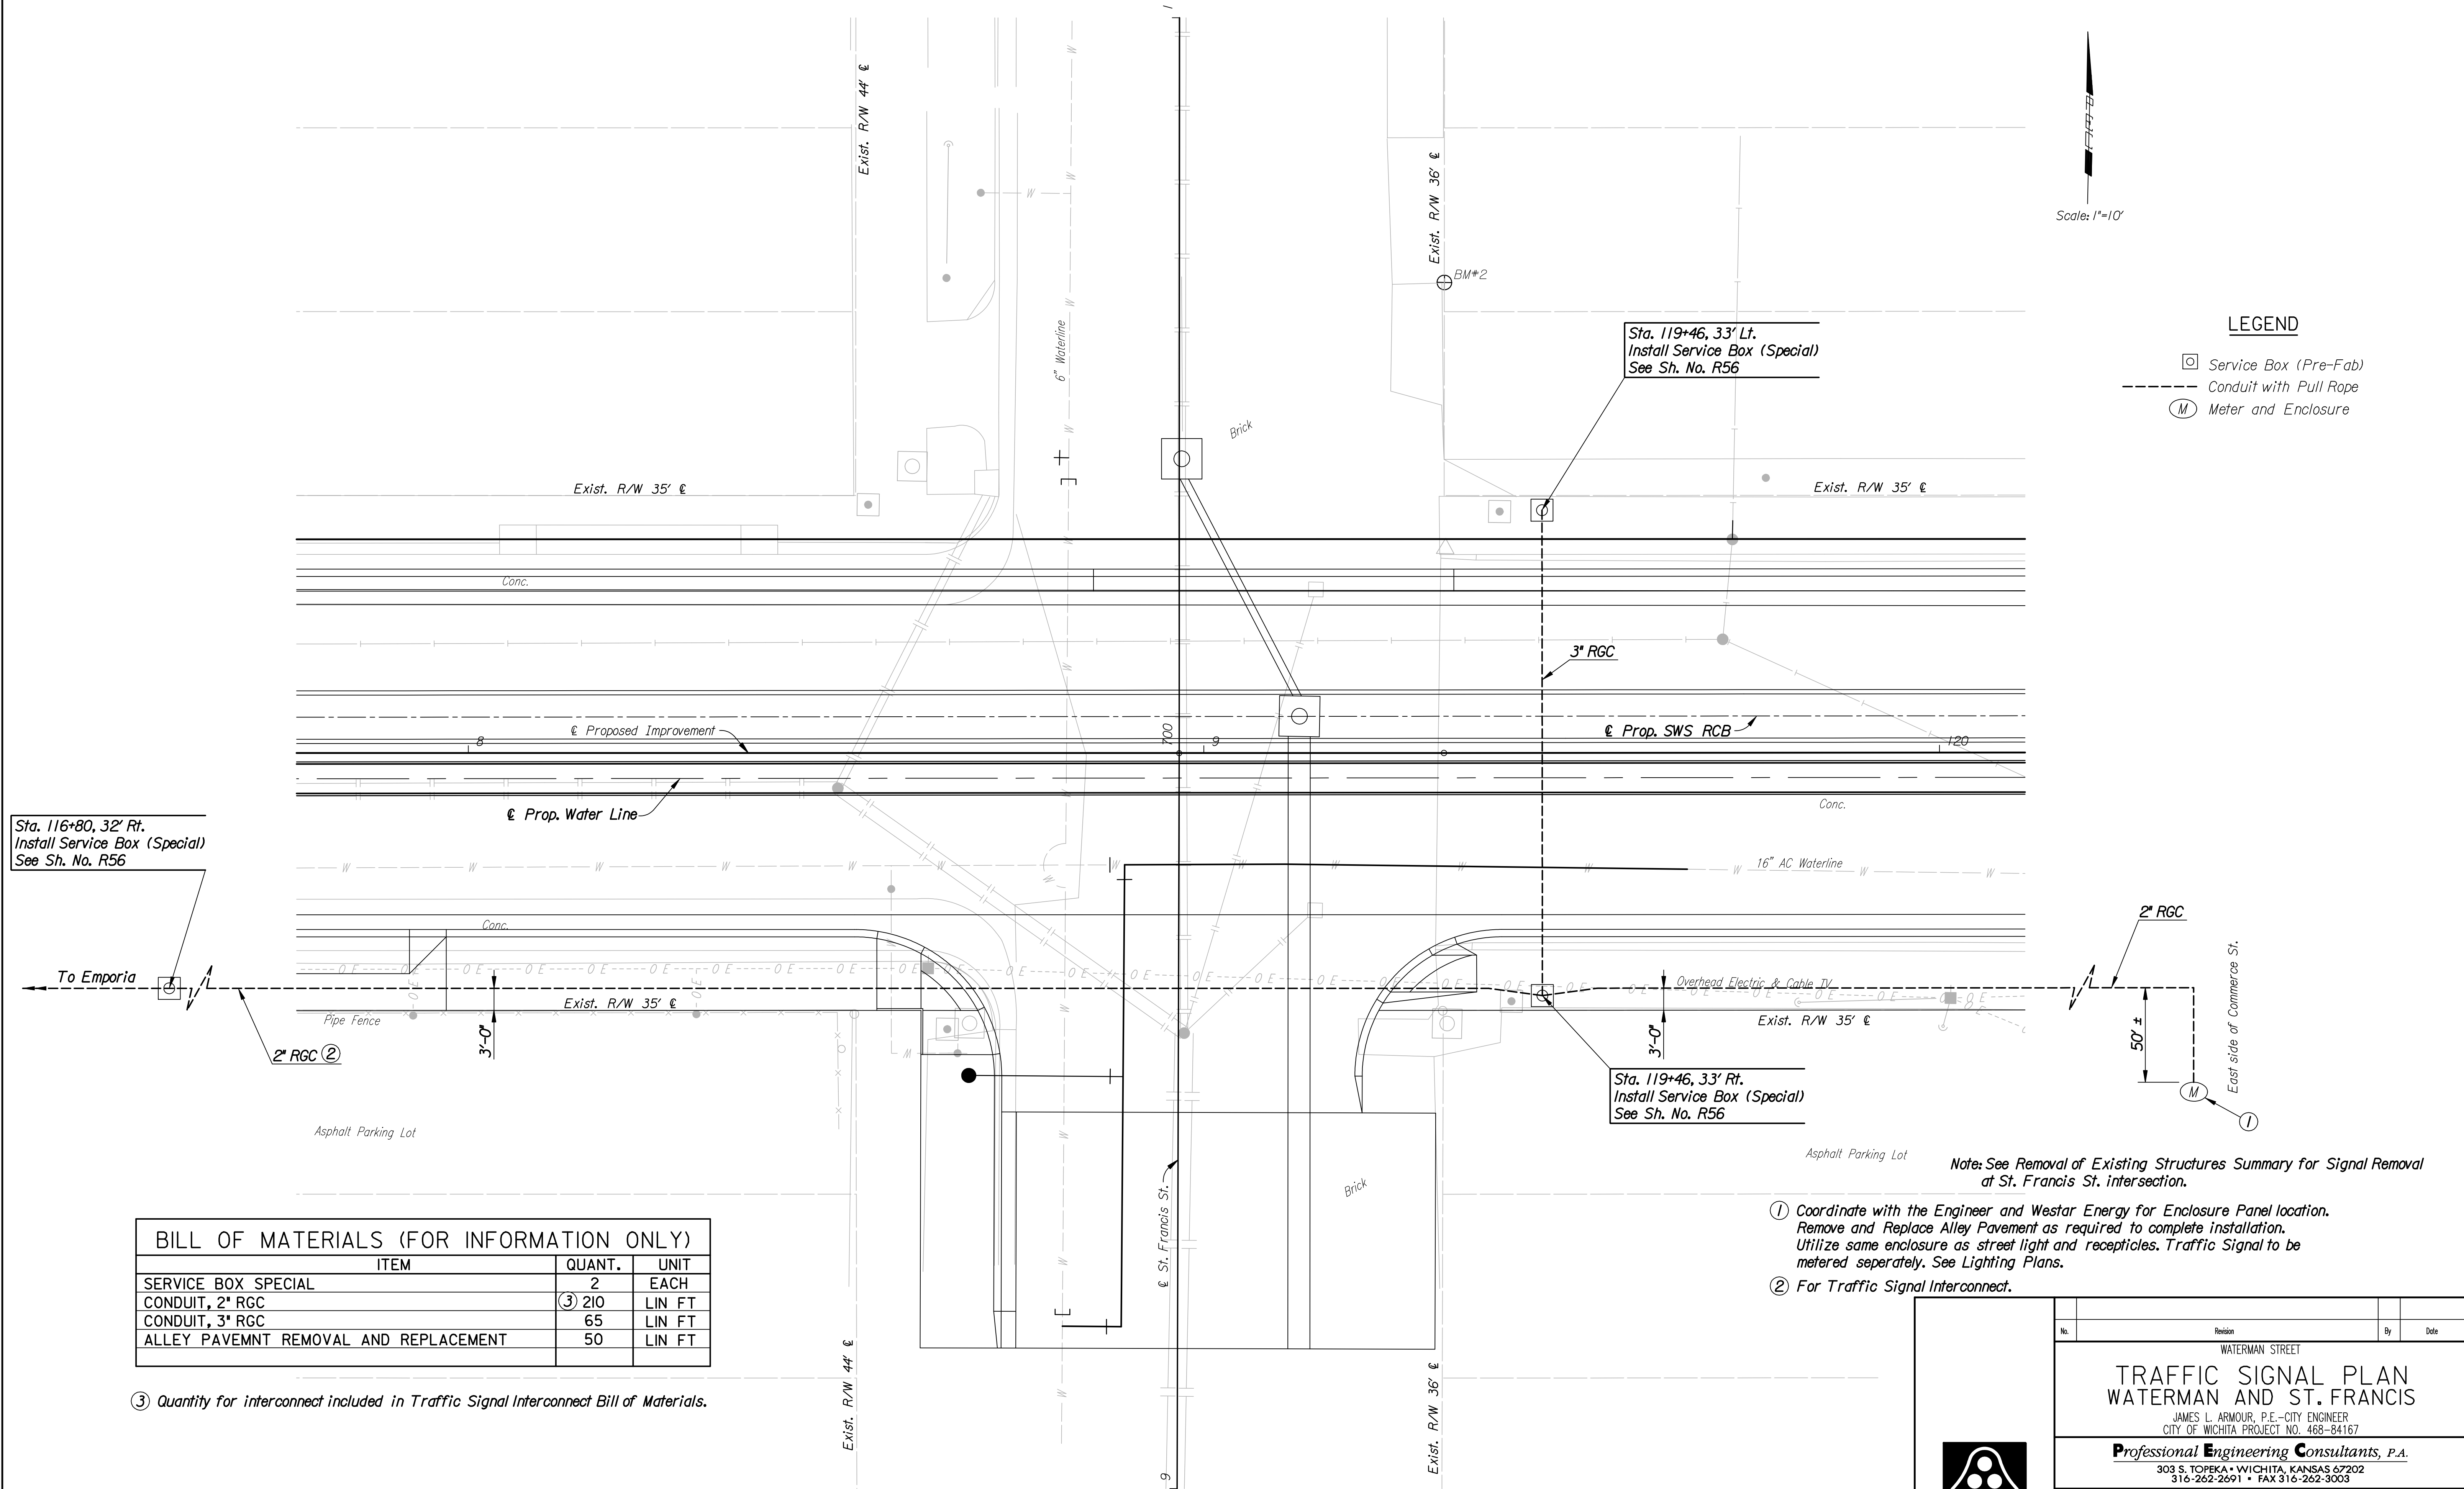 Exist. R/W 44' ℄
6" Waterline
Exist. R/W 36' ℄
BM#2
Brick
Scale: 1"=10'
LEGEND
Service Box (Pre-Fab)
Conduit with Pull Rope
M Meter and Enclosure
Sta. 119+46, 33' Lt.
Install Service Box (Special)
See Sh. No. R56
Exist. R/W 35' ℄
Exist. R/W 35' ℄
Conc.
3" RGC
℄ Proposed Improvement
8
700
9
℄ Prop. SWS RCB
120
℄ Prop. Water Line
Conc.
Sta. 116+80, 32' Rt.
Install Service Box (Special)
See Sh. No. R56
16" AC Waterline
Conc.
2" RGC
To Emporia
Exist. R/W 35' ℄
Overhead Electric & Cable TV
Exist. R/W 35' ℄
Pipe Fence
2" RGC 2
3'-0"
3'-0"
50' ±
East side of Commerce St.
M
1
Sta. 119+46, 33' Rt.
Install Service Box (Special)
See Sh. No. R56
Asphalt Parking Lot
Asphalt Parking Lot
Brick
℄ St. Francis St.
Exist. R/W 44' ℄
Exist. R/W 36' ℄
9
Note: See Removal of Existing Structures Summary for Signal Removal
at St. Francis St. intersection.
1 Coordinate with the Engineer and Westar Energy for Enclosure Panel location.
Remove and Replace Alley Pavement as required to complete installation.
Utilize same enclosure as street light and recepticles. Traffic Signal to be
metered seperately. See Lighting Plans.
2 For Traffic Signal Interconnect.
BILL OF MATERIALS (FOR INFORMATION ONLY)
ITEM QUANT. UNIT
SERVICE BOX SPECIAL 2 EACH
CONDUIT, 2" RGC 3 210 LIN FT
CONDUIT, 3" RGC 65 LIN FT
ALLEY PAVEMNT REMOVAL AND REPLACEMENT 50 LIN FT
3 Quantity for interconnect included in Traffic Signal Interconnect Bill of Materials.
No. Revision By Date
WATERMAN STREET
TRAFFIC SIGNAL PLAN
WATERMAN AND ST. FRANCIS
JAMES L. ARMOUR, P.E.-CITY ENGINEER
CITY OF WICHITA PROJECT NO. 468-84167
Professional Engineering Consultants, P.A.
303 S. TOPEKA • WICHITA, KANSAS 67202
316-262-2691 • FAX 316-262-3003